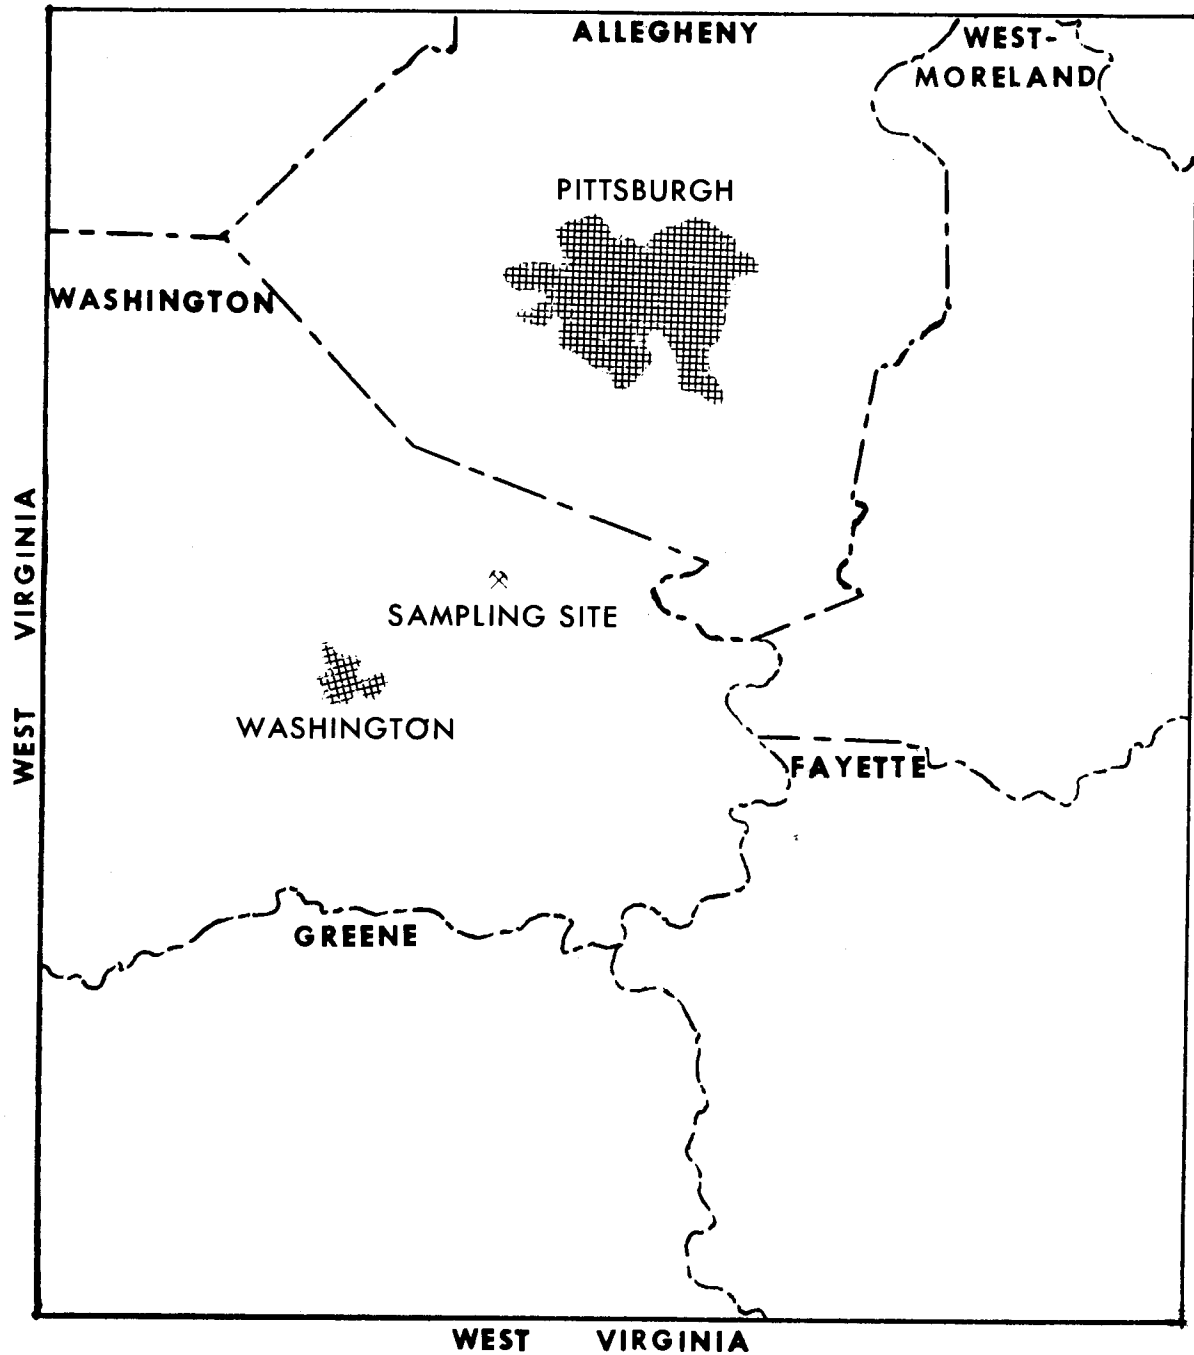 ALLEGHENY
WEST-
MORELAND
PITTSBURGH
WASHINGTON
SAMPLING SITE
WASHINGTON
WEST VIRGINIA
FAYETTE
GREENE
WEST VIRGINIA